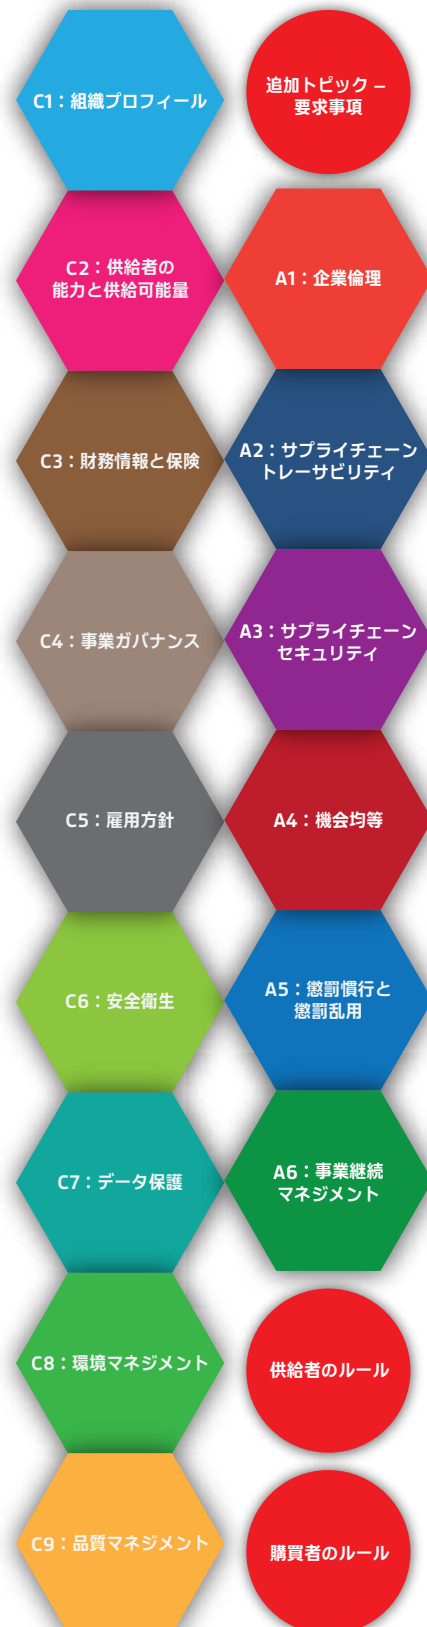 C1：組織プロフィール
C2：供給者の
能力と供給可能量
C3：財務情報と保険
C4：事業ガバナンス
C5：雇用方針
C6：安全衛生
C7：データ保護
C8：環境マネジメント
C9：品質マネジメント
追加トピック –
要求事項
A1：企業倫理
A2：サプライチェーン
トレーサビリティ
A3：サプライチェーン
セキュリティ
A4：機会均等
A5：懲罰慣行と
懲罰乱用
A6：事業継続
マネジメント
供給者のルール
購買者のルール